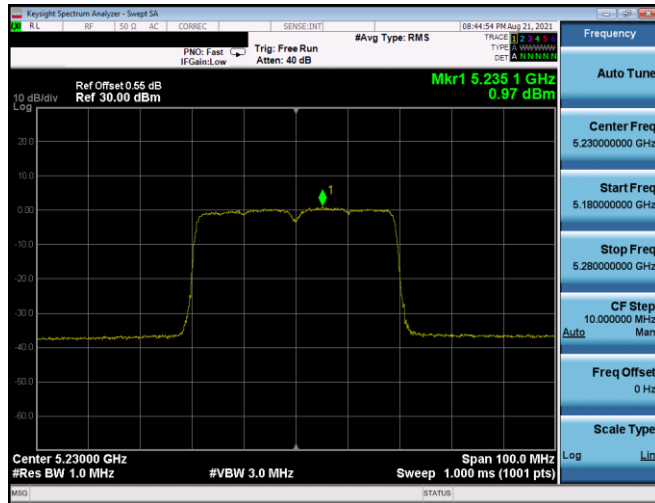 Keysight Spectrum Analyzer - Swept SA
RL RF 50 Ω AC CORREC SENSE:INT 08:44:54 PM Aug 21, 2021
#Avg Type: RMS
TRACE 1 2 3 4 5 6
PNO: Fast Trig: Free Run TYPE A WWWWW
IFGain:Low Atten: 40 dB DET A N N N N N
Mkr1 5.235 1 GHz
0.97 dBm
Ref Offset 0.55 dB
10 dB/div Ref 30.00 dBm
Log
20.0
1
0.00
-10.0
-20.0
-30.0
-40.0
-50.0
-60.0
Center 5.23000 GHz Span 100.0 MHz
#Res BW 1.0 MHz #VBW 3.0 MHz Sweep 1.000 ms (1001 pts)
MSG STATUS
Frequency
Auto Tune
Center Freq
5.230000000 GHz
Start Freq
5.180000000 GHz
Stop Freq
5.280000000 GHz
CF Step
10.000000 MHz
Auto Man
Freq Offset
0 Hz
Scale Type
Log Lin